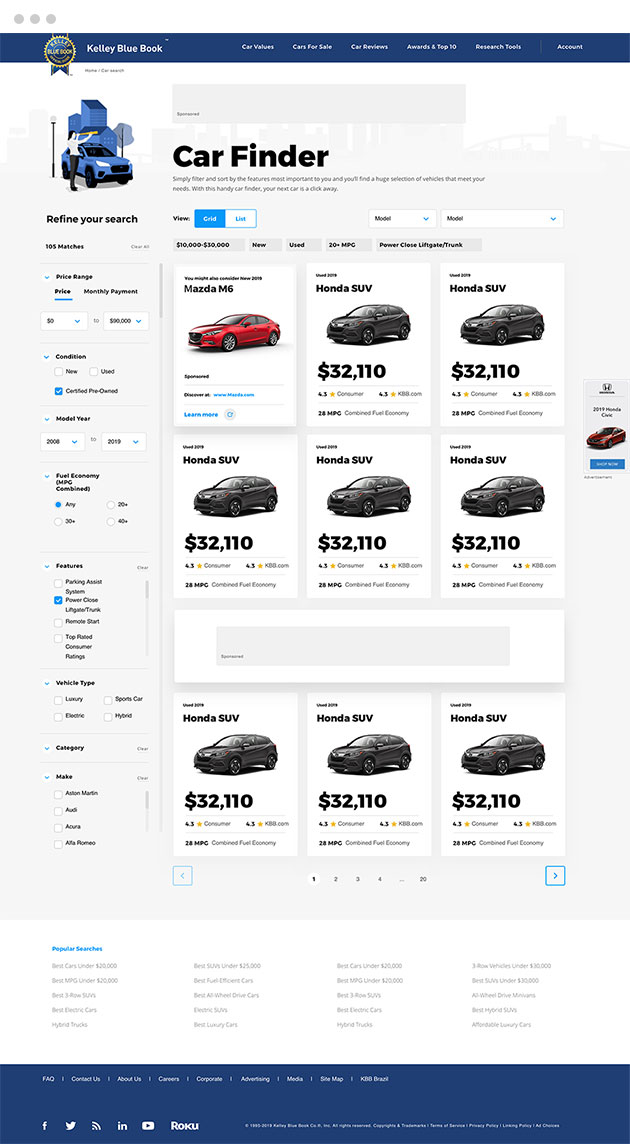 KELLEY
BLUE BOOK
Kelley Blue Book
Car Values
Cars For Sale
Car Reviews
Awards & Top 10
Research Tools
Account
Home / Car search
Sponsored
Car Finder
Simply filter and sort by the features most important to you and you'll find a huge selection of vehicles that meet your
needs. With this handy car finder, your next car is a click away.
Refine your search
105 Matches
Clear All
Price Range
Price
Monthly Payment
$0
to
$90,000
Condition
New
Used
Certified Pre-Owned
Model Year
2008
to
2019
Fuel Economy
(MPG
Combined)
Any
20+
30+
40+
Features
Clear
Parking Assist
System
Power Close
Liftgate/Trunk
Remote Start
Top Rated
Consumer
Ratings
Vehicle Type
Luxury
Sports Car
Electric
Hybrid
Category
Clear
Make
Clear
Aston Martin
Audi
Acura
Alfa Romeo
View:
Grid
List
Model
Model
$10,000-$30,000
New
Used
20+ MPG
Power Close Liftgate/Trunk
You might also consider New 2019
Mazda M6
Sponsored
Discover at: www.Mazda.com
Learn more
Used 2019
Honda SUV
$32,110
4.3 Consumer
4.3 KBB.com
28 MPG Combined Fuel Economy
Used 2019
Honda SUV
$32,110
4.3 Consumer
4.3 KBB.com
28 MPG Combined Fuel Economy
Used 2019
Honda SUV
$32,110
4.3 Consumer
4.3 KBB.com
28 MPG Combined Fuel Economy
Used 2019
Honda SUV
$32,110
4.3 Consumer
4.3 KBB.com
28 MPG Combined Fuel Economy
Used 2019
Honda SUV
$32,110
4.3 Consumer
4.3 KBB.com
28 MPG Combined Fuel Economy
Sponsored
Used 2019
Honda SUV
$32,110
4.3 Consumer
4.3 KBB.com
28 MPG Combined Fuel Economy
Used 2019
Honda SUV
$32,110
4.3 Consumer
4.3 KBB.com
28 MPG Combined Fuel Economy
Used 2019
Honda SUV
$32,110
4.3 Consumer
4.3 KBB.com
28 MPG Combined Fuel Economy
1 2 3 4 ... 20
HONDA
2019 Honda
Civic
SHOP NOW
Advertisement
Popular Searches
Best Cars Under $20,000
Best MPG Under $20,000
Best 3-Row SUVs
Best Electric Cars
Hybrid Trucks
Best SUVs Under $25,000
Best Fuel-Efficient Cars
Best All-Wheel Drive Cars
Electric SUVs
Best Luxury Cars
Best Cars Under $20,000
Best MPG Under $20,000
Best 3-Row SUVs
Best Electric Cars
Hybrid Trucks
3-Row Vehicles Under $30,000
Best SUVs Under $30,000
All-Wheel Drive Minivans
Best Hybrid SUVs
Affordable Luxury Cars
FAQ | Contact Us | About Us | Careers | Corporate | Advertising | Media | Site Map | KBB Brazil
Roku
© 1995-2019 Kelley Blue Book Co.®, Inc. All rights reserved. Copyrights & Trademarks | Terms of Service | Privacy Policy | Linking Policy | Ad Choices